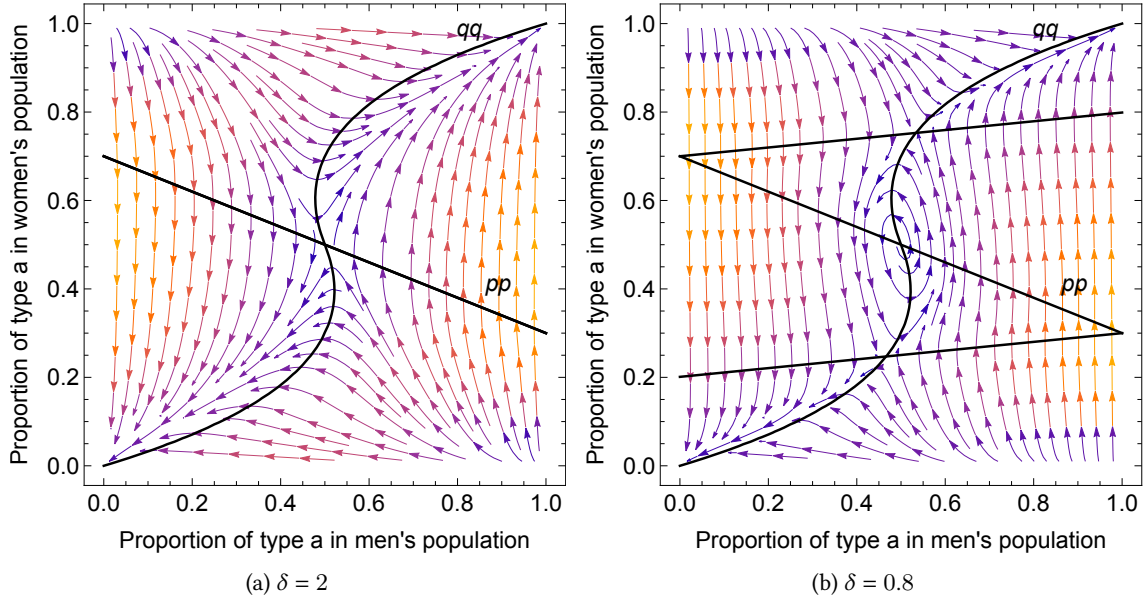 1.0
0.8
0.6
0.4
0.2
0.0
Proportion of type a in women's population
qq
pp
0.0 0.2 0.4 0.6 0.8 1.0
Proportion of type a in men's population
(a) δ = 2
1.0
0.8
0.6
0.4
0.2
0.0
Proportion of type a in women's population
qq
pp
0.0 0.2 0.4 0.6 0.8 1.0
Proportion of type a in men's population
(b) δ = 0.8